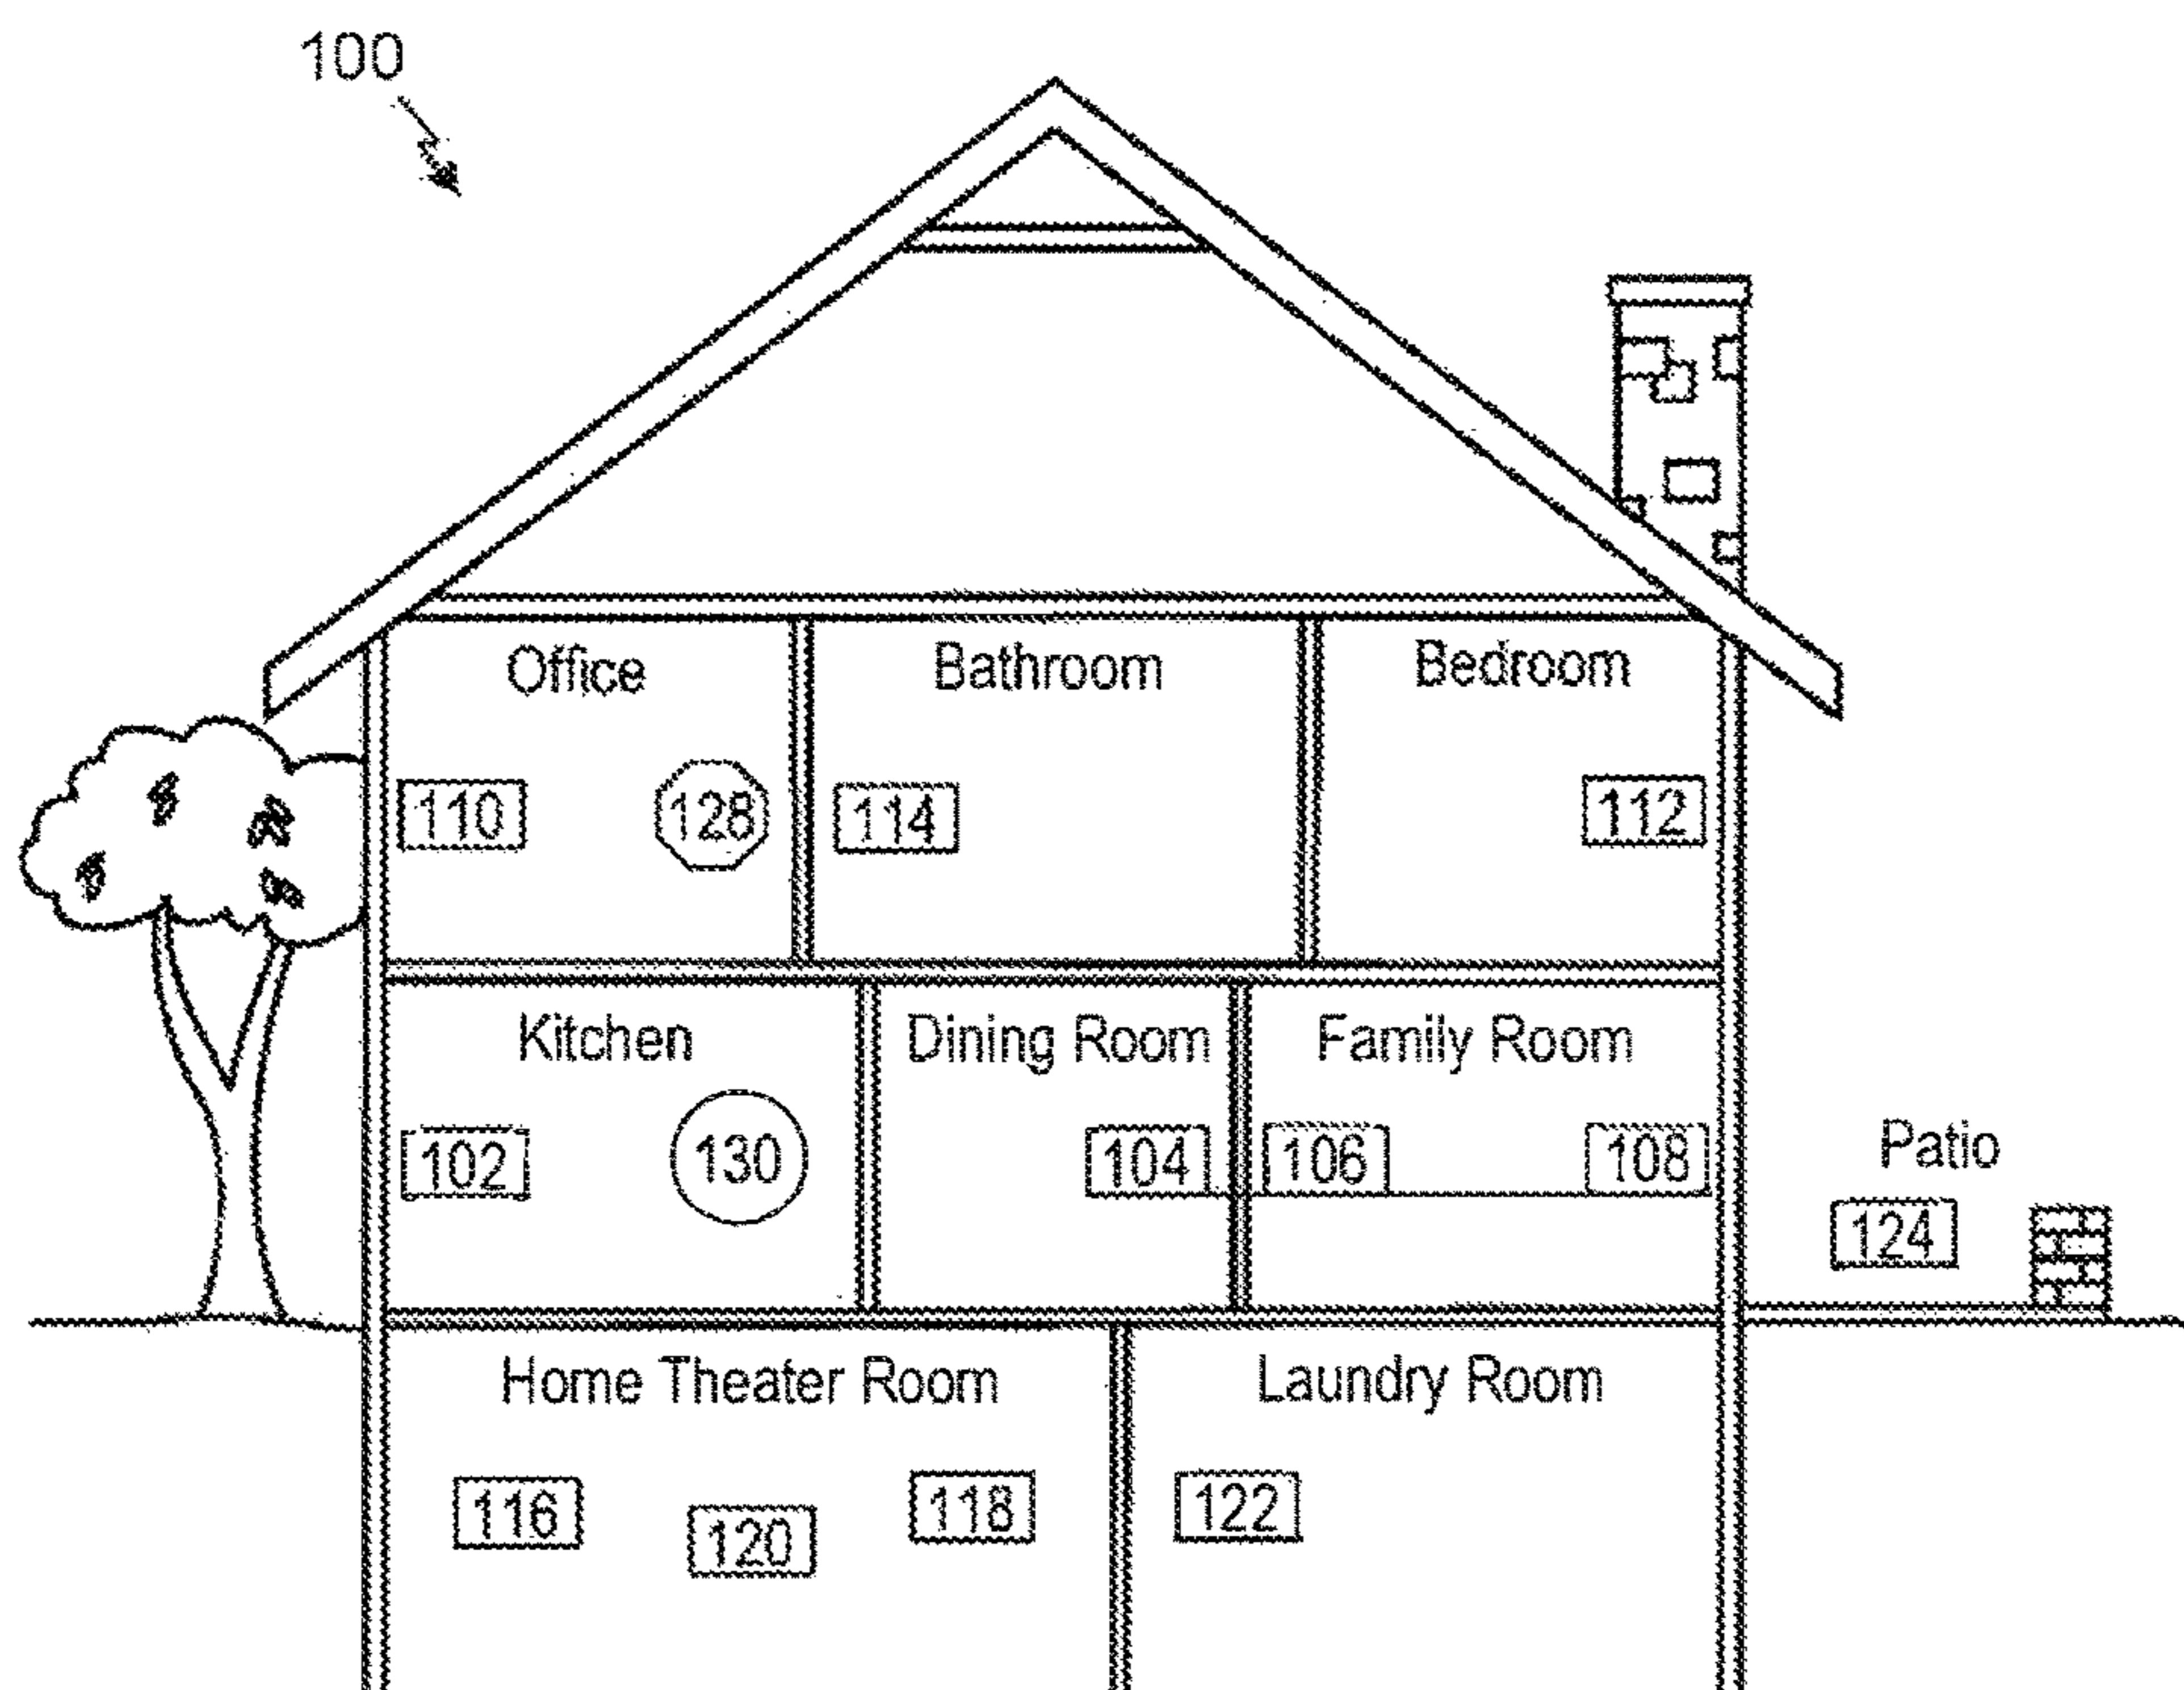 100
Office
Bathroom
Bedroom
110
128
114
112
Kitchen
Dining Room
Family Room
102
130
104
106
108
Patio
124
Home Theater Room
Laundry Room
116
120
118
122